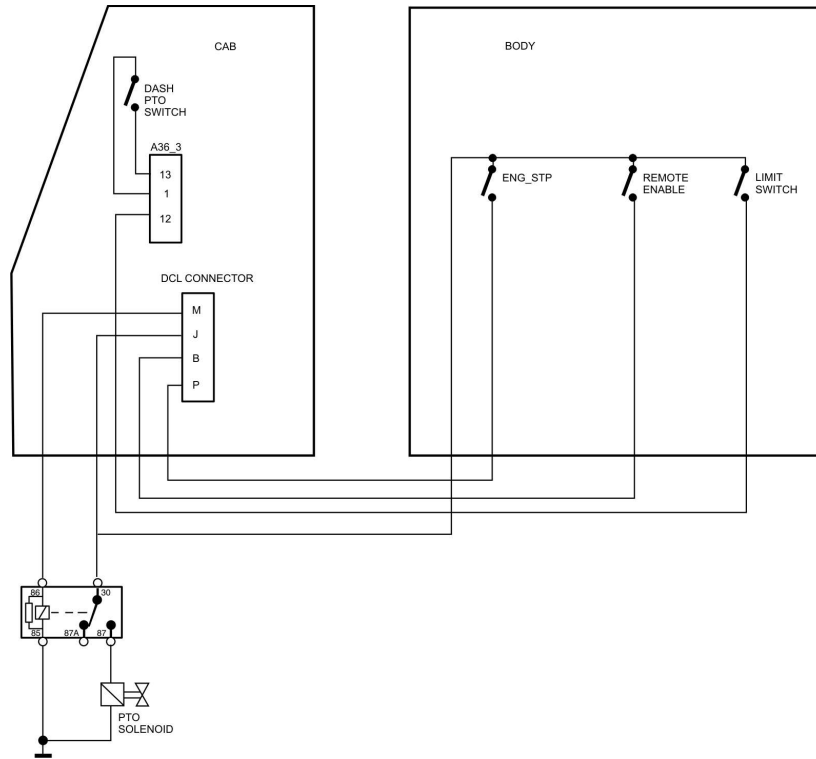 CAB
BODY
DASH
PTO
SWITCH
A36_3
13
1
12
ENG_STP
REMOTE
ENABLE
LIMIT
SWITCH
DCL CONNECTOR
M
J
B
P
86
30
85
87A
87
PTO
SOLENOID